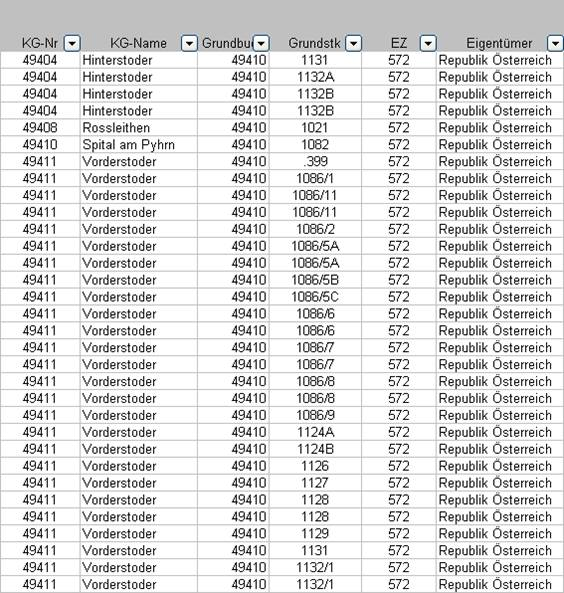 KG-Nr KG-Name Grundbu Grundstk EZ Eigentümer
49404 Hinterstoder 49410 1131 572 Republik Österreich
49404 Hinterstoder 49410 1132A 572 Republik Österreich
49404 Hinterstoder 49410 1132B 572 Republik Österreich
49404 Hinterstoder 49410 1132B 572 Republik Österreich
49408 Rossleithen 49410 1021 572 Republik Österreich
49410 Spital am Pyhrn 49410 1082 572 Republik Österreich
49411 Vorderstoder 49410 .399 572 Republik Österreich
49411 Vorderstoder 49410 1086/1 572 Republik Österreich
49411 Vorderstoder 49410 1086/11 572 Republik Österreich
49411 Vorderstoder 49410 1086/11 572 Republik Österreich
49411 Vorderstoder 49410 1086/2 572 Republik Österreich
49411 Vorderstoder 49410 1086/5A 572 Republik Österreich
49411 Vorderstoder 49410 1086/5A 572 Republik Österreich
49411 Vorderstoder 49410 1086/5B 572 Republik Österreich
49411 Vorderstoder 49410 1086/5C 572 Republik Österreich
49411 Vorderstoder 49410 1086/6 572 Republik Österreich
49411 Vorderstoder 49410 1086/6 572 Republik Österreich
49411 Vorderstoder 49410 1086/7 572 Republik Österreich
49411 Vorderstoder 49410 1086/7 572 Republik Österreich
49411 Vorderstoder 49410 1086/8 572 Republik Österreich
49411 Vorderstoder 49410 1086/8 572 Republik Österreich
49411 Vorderstoder 49410 1086/9 572 Republik Österreich
49411 Vorderstoder 49410 1124A 572 Republik Österreich
49411 Vorderstoder 49410 1124B 572 Republik Österreich
49411 Vorderstoder 49410 1126 572 Republik Österreich
49411 Vorderstoder 49410 1127 572 Republik Österreich
49411 Vorderstoder 49410 1128 572 Republik Österreich
49411 Vorderstoder 49410 1128 572 Republik Österreich
49411 Vorderstoder 49410 1129 572 Republik Österreich
49411 Vorderstoder 49410 1131 572 Republik Österreich
49411 Vorderstoder 49410 1132/1 572 Republik Österreich
49411 Vorderstoder 49410 1132/1 572 Republik Österreich